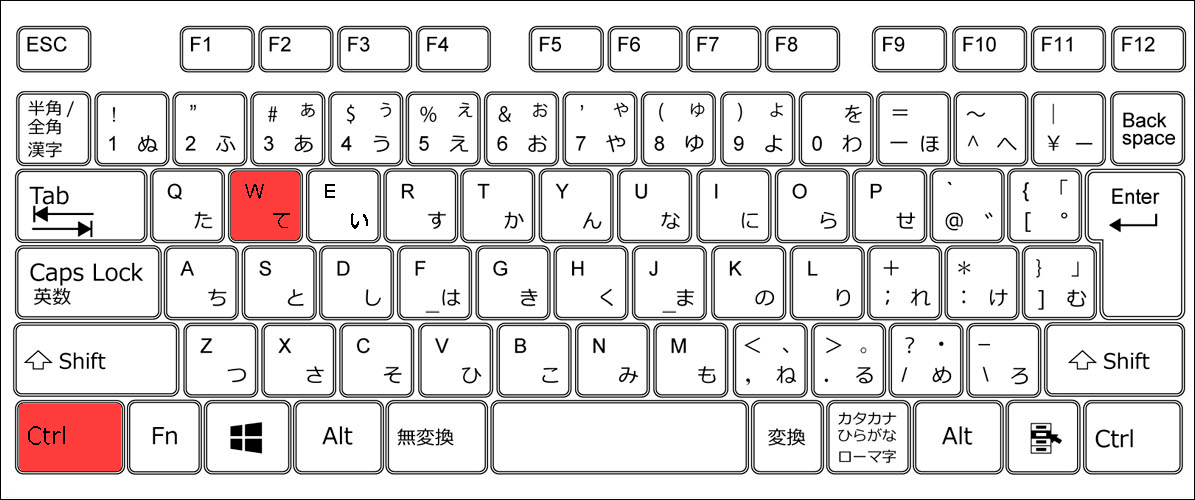 ESC F1 F2 F3 F4 F5 F6 F7 F8 F9 F10 F11 F12
半角 / 全角 漢字 ! 1 ぬ ” 2 ふ # ぁ 3 あ $ ぅ 4 う % ぇ 5 え & ぉ 6 お ’ ゃ 7 や ( ゅ 8 ゆ ) ょ 9 よ を 0 わ = ー ほ ～ ^ へ | ¥ ー Back space
Tab Q た W て E い R す T か Y ん U な I に O ら P せ ` @ ゛ { 「 [ ゜ Enter
Caps Lock 英数 A ち S と D し F _ は G き H く J _ ま K の L り + ; れ * : け } 」 ] む
Shift Z つ X さ C そ V ひ B こ N み M も < 、 , ね > 。 . る ? ・ / め − \ ろ Shift
Ctrl Fn Alt 無変換 変換 カタカナ ひらがな ローマ字 Alt Ctrl